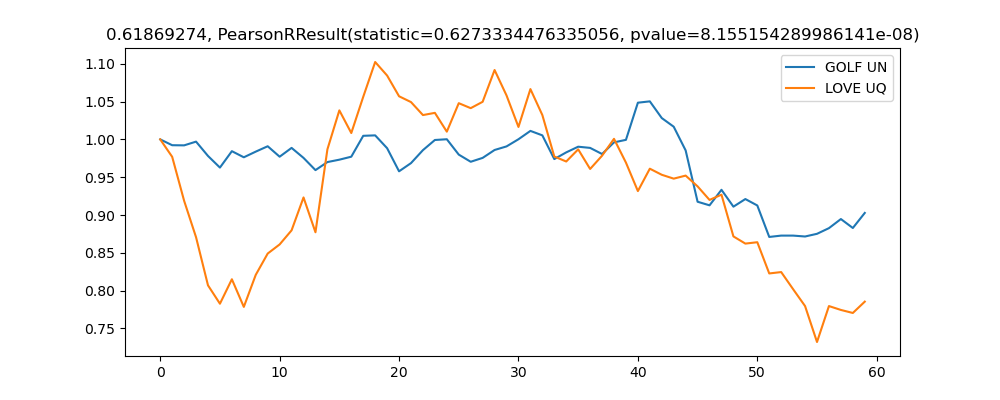 0.61869274, PearsonRResult(statistic=0.6273334476335056, pvalue=8.155154289986141e-08)
GOLF UN
LOVE UQ
1.10
1.05
1.00
0.95
0.90
0.85
0.80
0.75
0 10 20 30 40 50 60